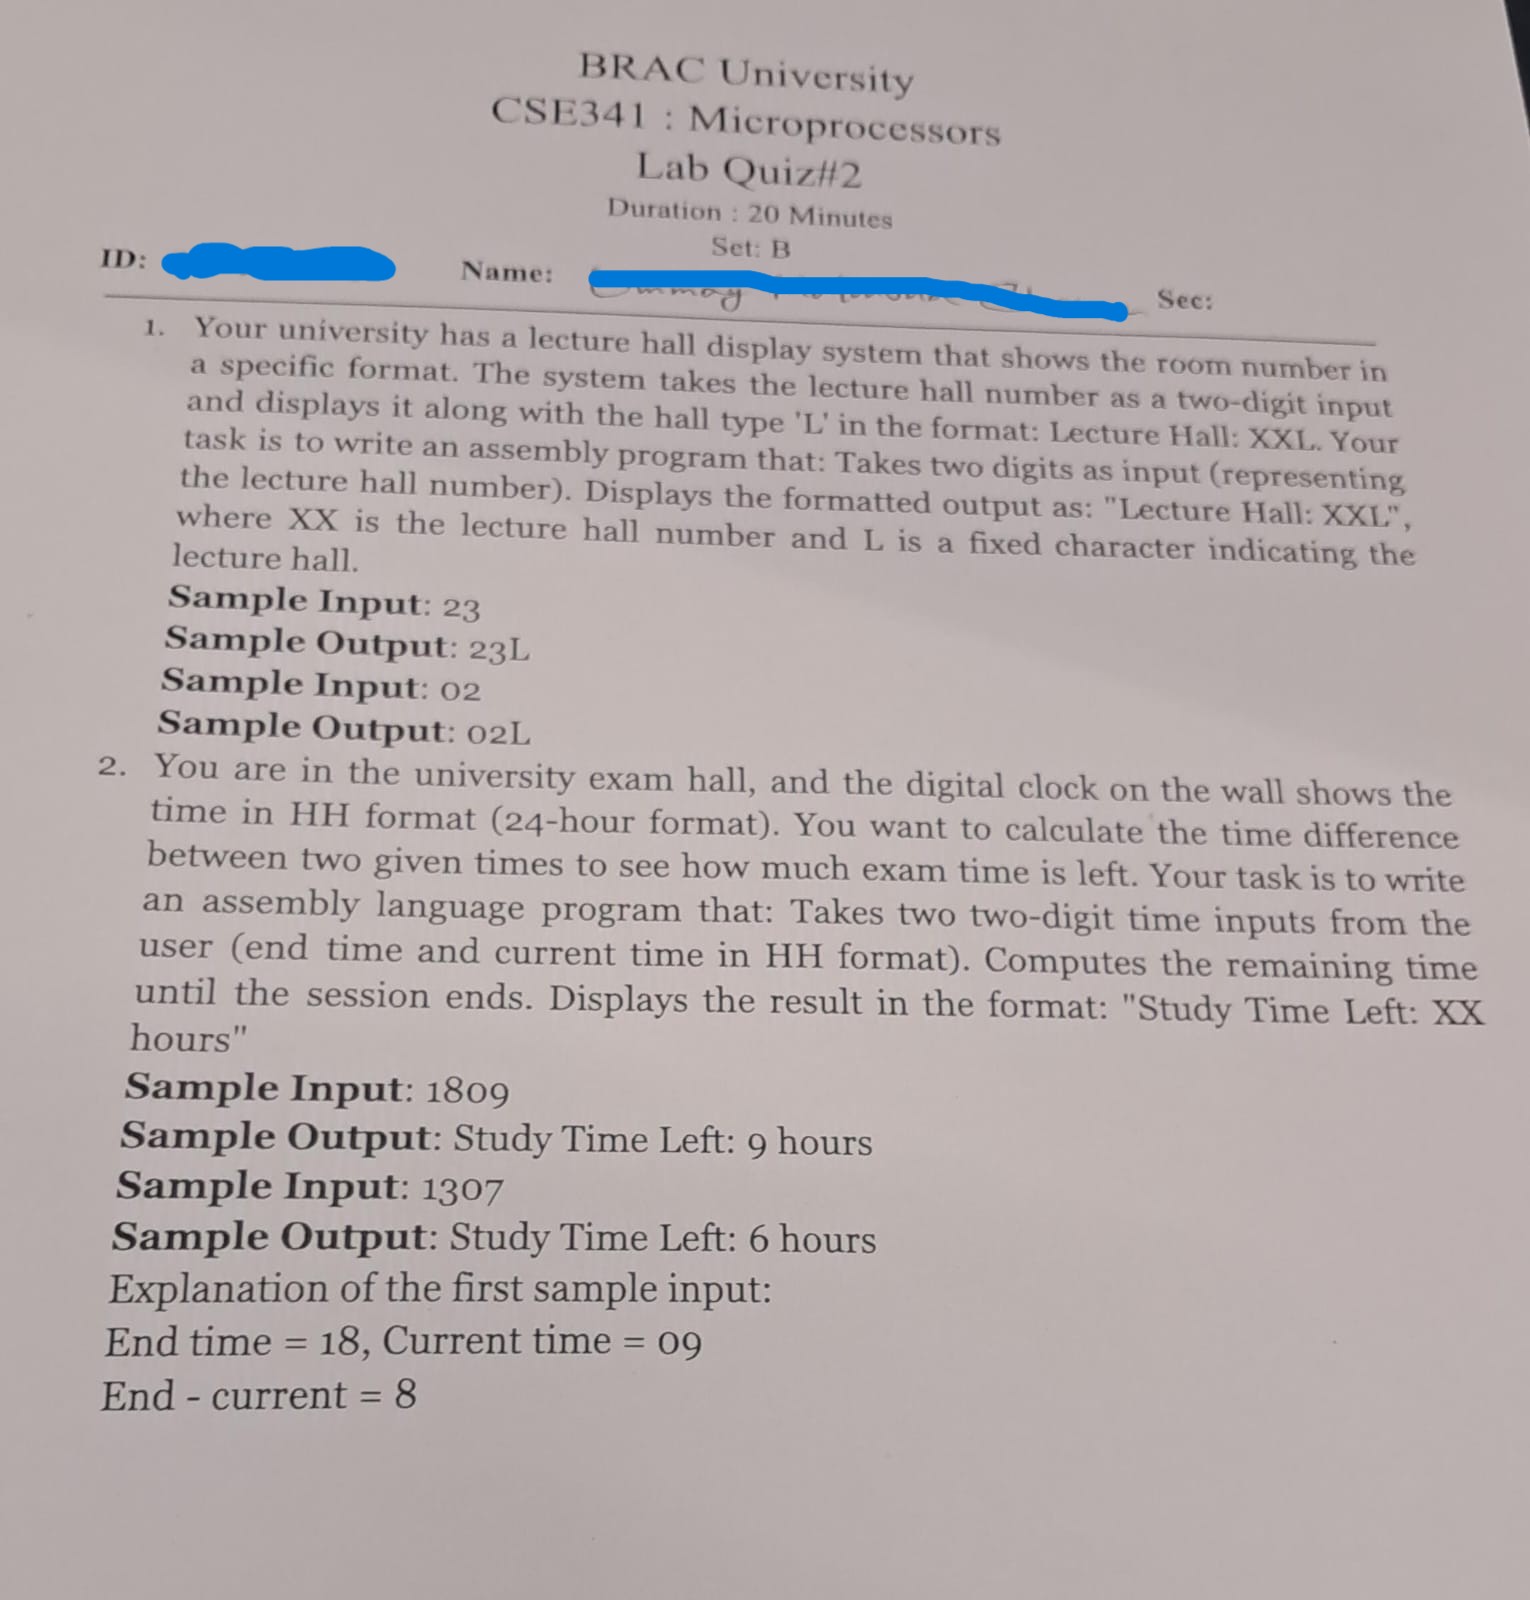 BRAC University
CSE341 : Microprocessors
Lab Quiz#2
Duration : 20 Minutes
Set: B
ID: Name: Sec:
1. Your university has a lecture hall display system that shows the room number in
a specific format. The system takes the lecture hall number as a two-digit input
and displays it along with the hall type 'L' in the format: Lecture Hall: XXL. Your
task is to write an assembly program that: Takes two digits as input (representing
the lecture hall number). Displays the formatted output as: "Lecture Hall: XXL",
where XX is the lecture hall number and L is a fixed character indicating the
lecture hall.
Sample Input: 23
Sample Output: 23L
Sample Input: 02
Sample Output: 02L
2. You are in the university exam hall, and the digital clock on the wall shows the
time in HH format (24-hour format). You want to calculate the time difference
between two given times to see how much exam time is left. Your task is to write
an assembly language program that: Takes two two-digit time inputs from the
user (end time and current time in HH format). Computes the remaining time
until the session ends. Displays the result in the format: "Study Time Left: XX
hours"
Sample Input: 1809
Sample Output: Study Time Left: 9 hours
Sample Input: 1307
Sample Output: Study Time Left: 6 hours
Explanation of the first sample input:
End time = 18, Current time = 09
End - current = 8